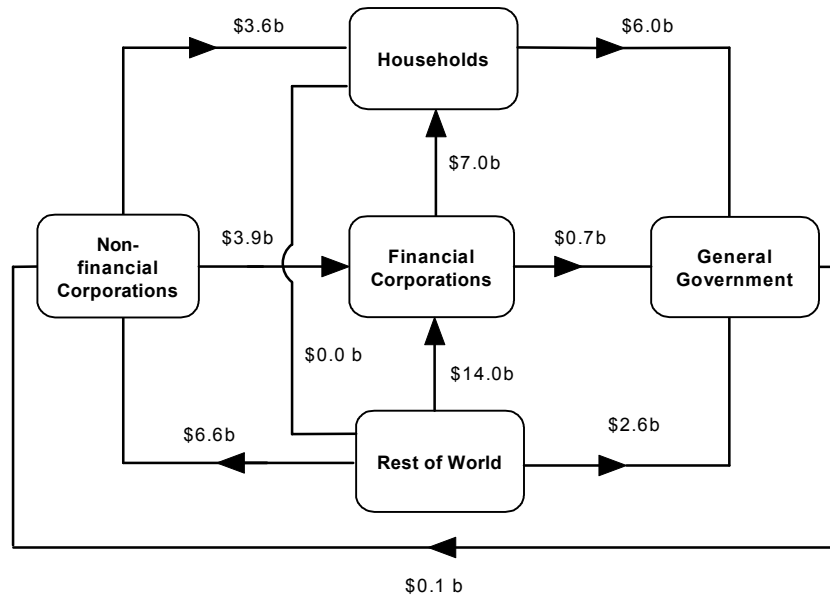 $3.6b
$6.0b
Households
$7.0b
Non-
financial
Corporations
$3.9b
Financial
Corporations
$0.7b
General
Government
$0.0 b
$14.0b
$6.6b
Rest of World
$2.6b
$0.1 b